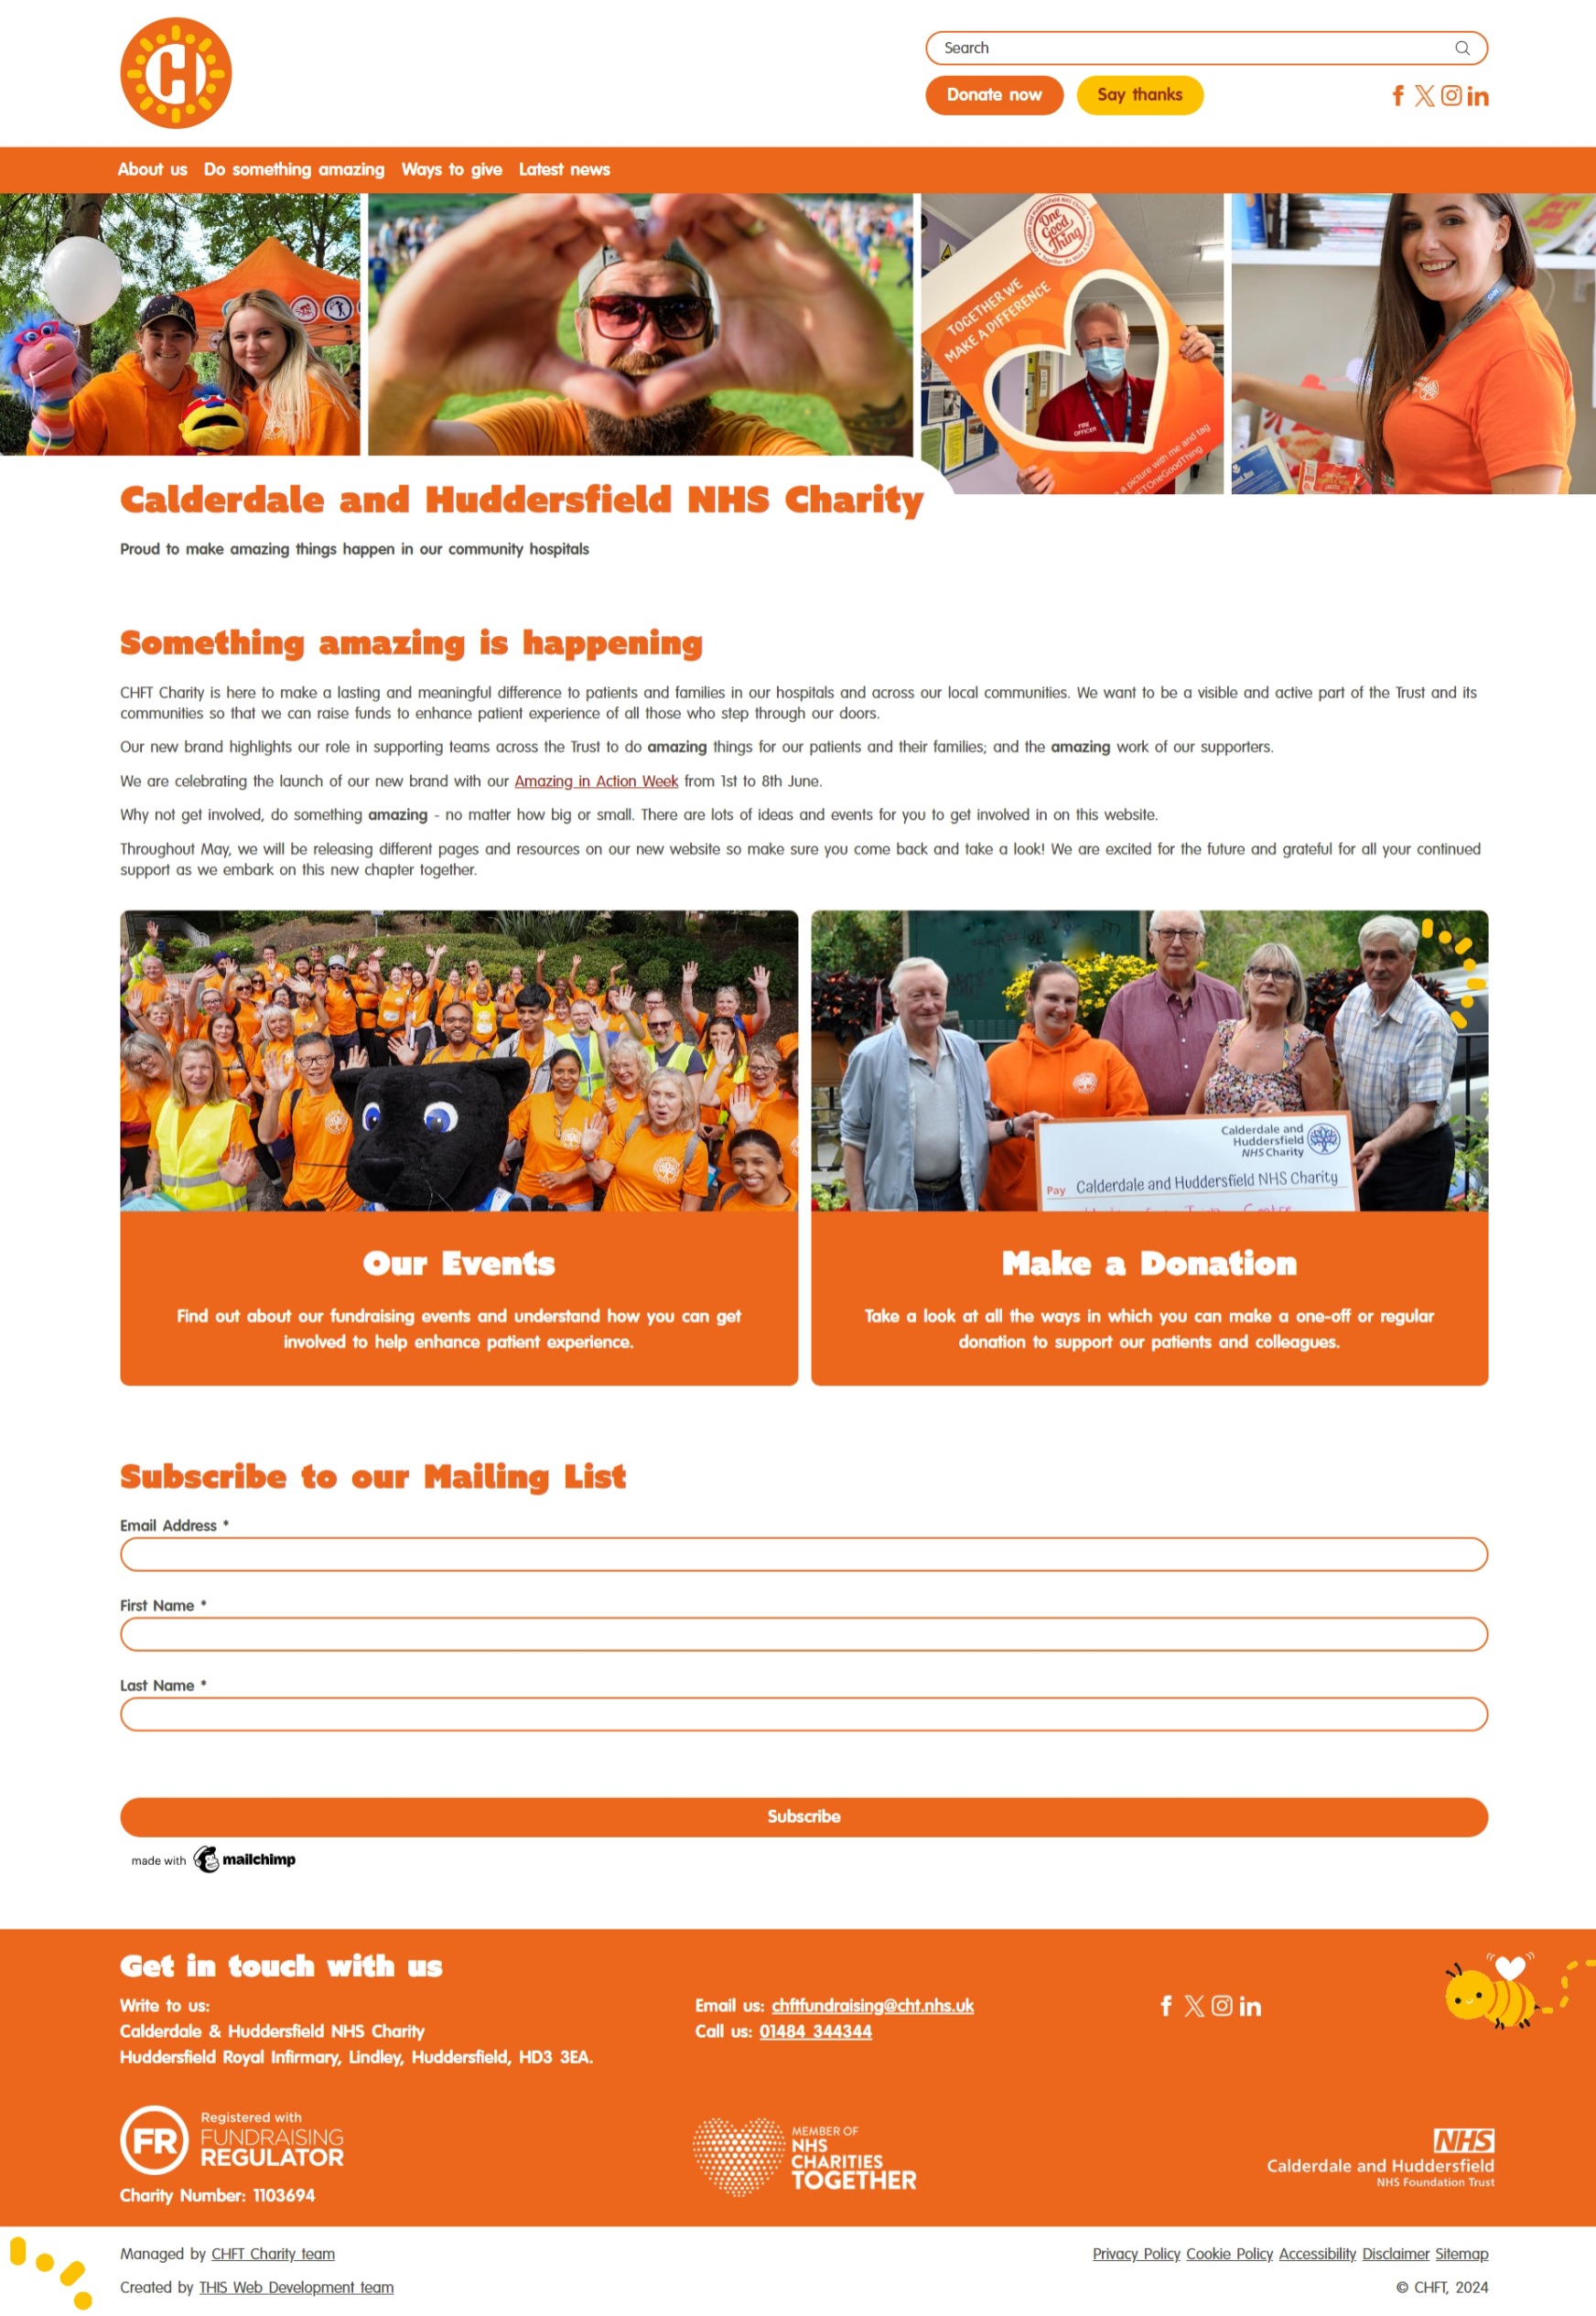 CH
Search
Donate now
Say thanks
About us Do something amazing Ways to give Latest news
One
Good
Thing
TOGETHER WE
MAKE A DIFFERENCE
FIRE
OFFICER
a picture with me and tag
Calderdale and Huddersfield NHS Charity
Proud to make amazing things happen in our community hospitals
Something amazing is happening
CHFT Charity is here to make a lasting and meaningful difference to patients and families in our hospitals and across our local communities. We want to be a visible and active part of the Trust and its
communities so that we can raise funds to enhance patient experience of all those who step through our doors.
Our new brand highlights our role in supporting teams across the Trust to do amazing things for our patients and their families; and the amazing work of our supporters.
We are celebrating the launch of our new brand with our Amazing in Action Week from 1st to 8th June.
Why not get involved, do something amazing - no matter how big or small. There are lots of ideas and events for you to get involved in on this website.
Throughout May, we will be releasing different pages and resources on our new website so make sure you come back and take a look! We are excited for the future and grateful for all your continued
support as we embark on this new chapter together.
Calderdale and
Huddersfield
NHS Charity
Pay Calderdale and Huddersfield NHS Charity
Our Events
Find out about our fundraising events and understand how you can get
involved to help enhance patient experience.
Make a Donation
Take a look at all the ways in which you can make a one-off or regular
donation to support our patients and colleagues.
Subscribe to our Mailing List
Email Address *
First Name *
Last Name *
Subscribe
made with mailchimp
Get in touch with us
Write to us:
Calderdale & Huddersfield NHS Charity
Huddersfield Royal Infirmary, Lindley, Huddersfield, HD3 3EA.
Email us: chftfundraising@cht.nhs.uk
Call us: 01484 344344
FR
Registered with
FUNDRAISING
REGULATOR
Charity Number: 1103694
MEMBER OF
NHS
CHARITIES
TOGETHER
NHS
Calderdale and Huddersfield
NHS Foundation Trust
Managed by CHFT Charity team
Created by THIS Web Development team
Privacy Policy Cookie Policy Accessibility Disclaimer Sitemap
© CHFT, 2024